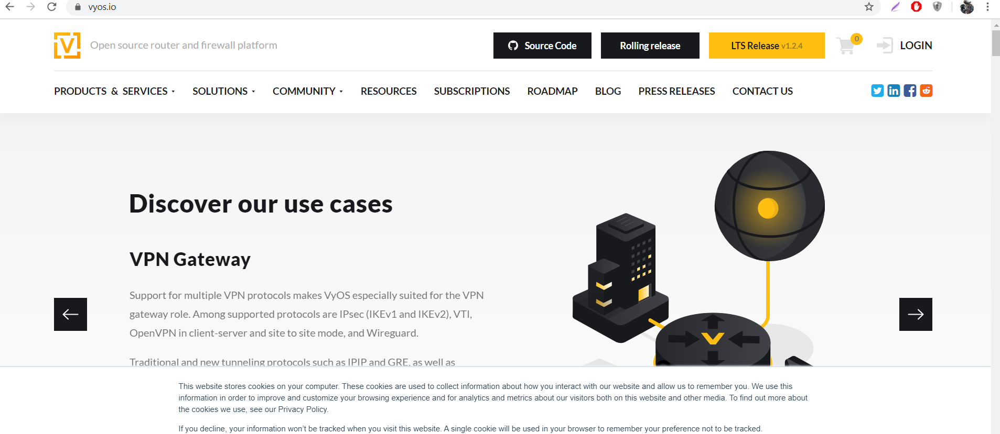 vyos.io
V
Open source router and firewall platform
Source Code
Rolling release
LTS Release v1.2.4
0
LOGIN
PRODUCTS & SERVICES
SOLUTIONS
COMMUNITY
RESOURCES
SUBSCRIPTIONS
ROADMAP
BLOG
PRESS RELEASES
CONTACT US
Discover our use cases
VPN Gateway
Support for multiple VPN protocols makes VyOS especially suited for the VPN
gateway role. Among supported protocols are IPsec (IKEv1 and IKEv2), VTI,
OpenVPN in client-server and site to site mode, and Wireguard.
Traditional and new tunneling protocols such as IPIP and GRE, as well as
This website stores cookies on your computer. These cookies are used to collect information about how you interact with our website and allow us to remember you. We use this
information in order to improve and customize your browsing experience and for analytics and metrics about our visitors both on this website and other media. To find out more about
the cookies we use, see our Privacy Policy.
If you decline, your information won't be tracked when you visit this website. A single cookie will be used in your browser to remember your preference not to be tracked.